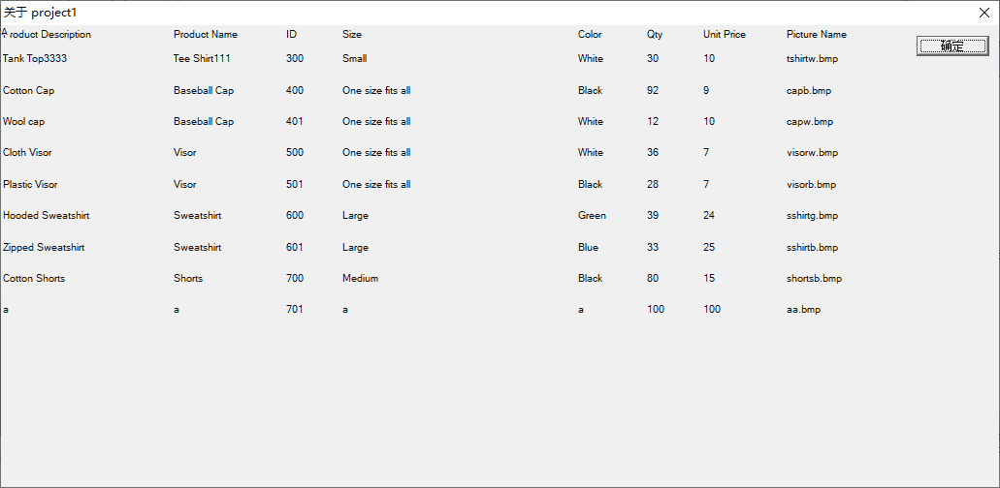 关于 project1
Product Description Product Name ID Size Color Qty Unit Price Picture Name
确定
Tank Top3333 Tee Shirt111 300 Small White 30 10 tshirtw.bmp
Cotton Cap Baseball Cap 400 One size fits all Black 92 9 capb.bmp
Wool cap Baseball Cap 401 One size fits all White 12 10 capw.bmp
Cloth Visor Visor 500 One size fits all White 36 7 visorw.bmp
Plastic Visor Visor 501 One size fits all Black 28 7 visorb.bmp
Hooded Sweatshirt Sweatshirt 600 Large Green 39 24 sshirtg.bmp
Zipped Sweatshirt Sweatshirt 601 Large Blue 33 25 sshirtb.bmp
Cotton Shorts Shorts 700 Medium Black 80 15 shortsb.bmp
a a 701 a a 100 100 aa.bmp